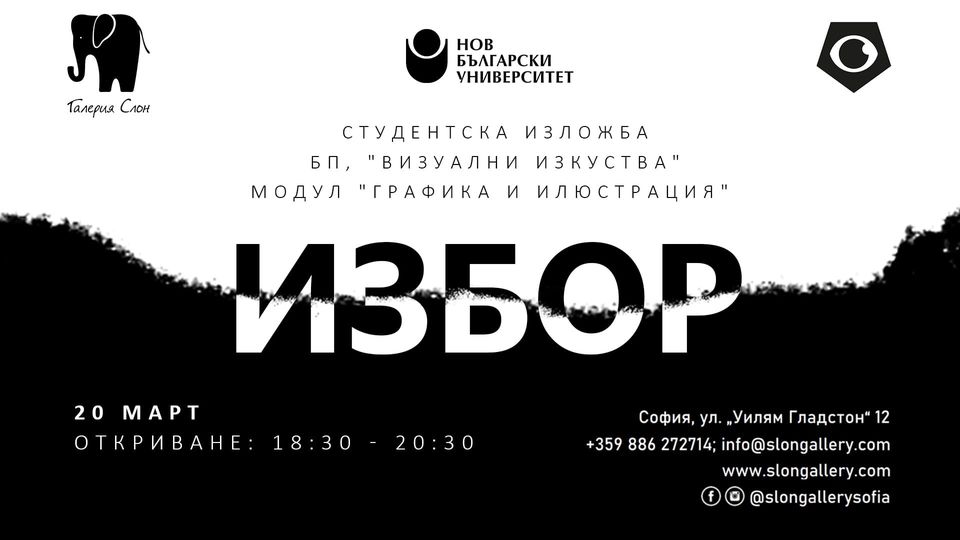 Галерия Слон
НОВ
БЪЛГАРСКИ
УНИВЕРСИТЕТ
СТУДЕНТСКА ИЗЛОЖБА
БП, "ВИЗУАЛНИ ИЗКУСТВА"
МОДУЛ "ГРАФИКА И ИЛЮСТРАЦИЯ"
ИЗБОР
20 МАРТ
ОТКРИВАНЕ: 18:30 - 20:30
София, ул. „Уилям Гладстон“ 12
+359 886 272714; info@slongallery.com
www.slongallery.com
@slongallerysofia